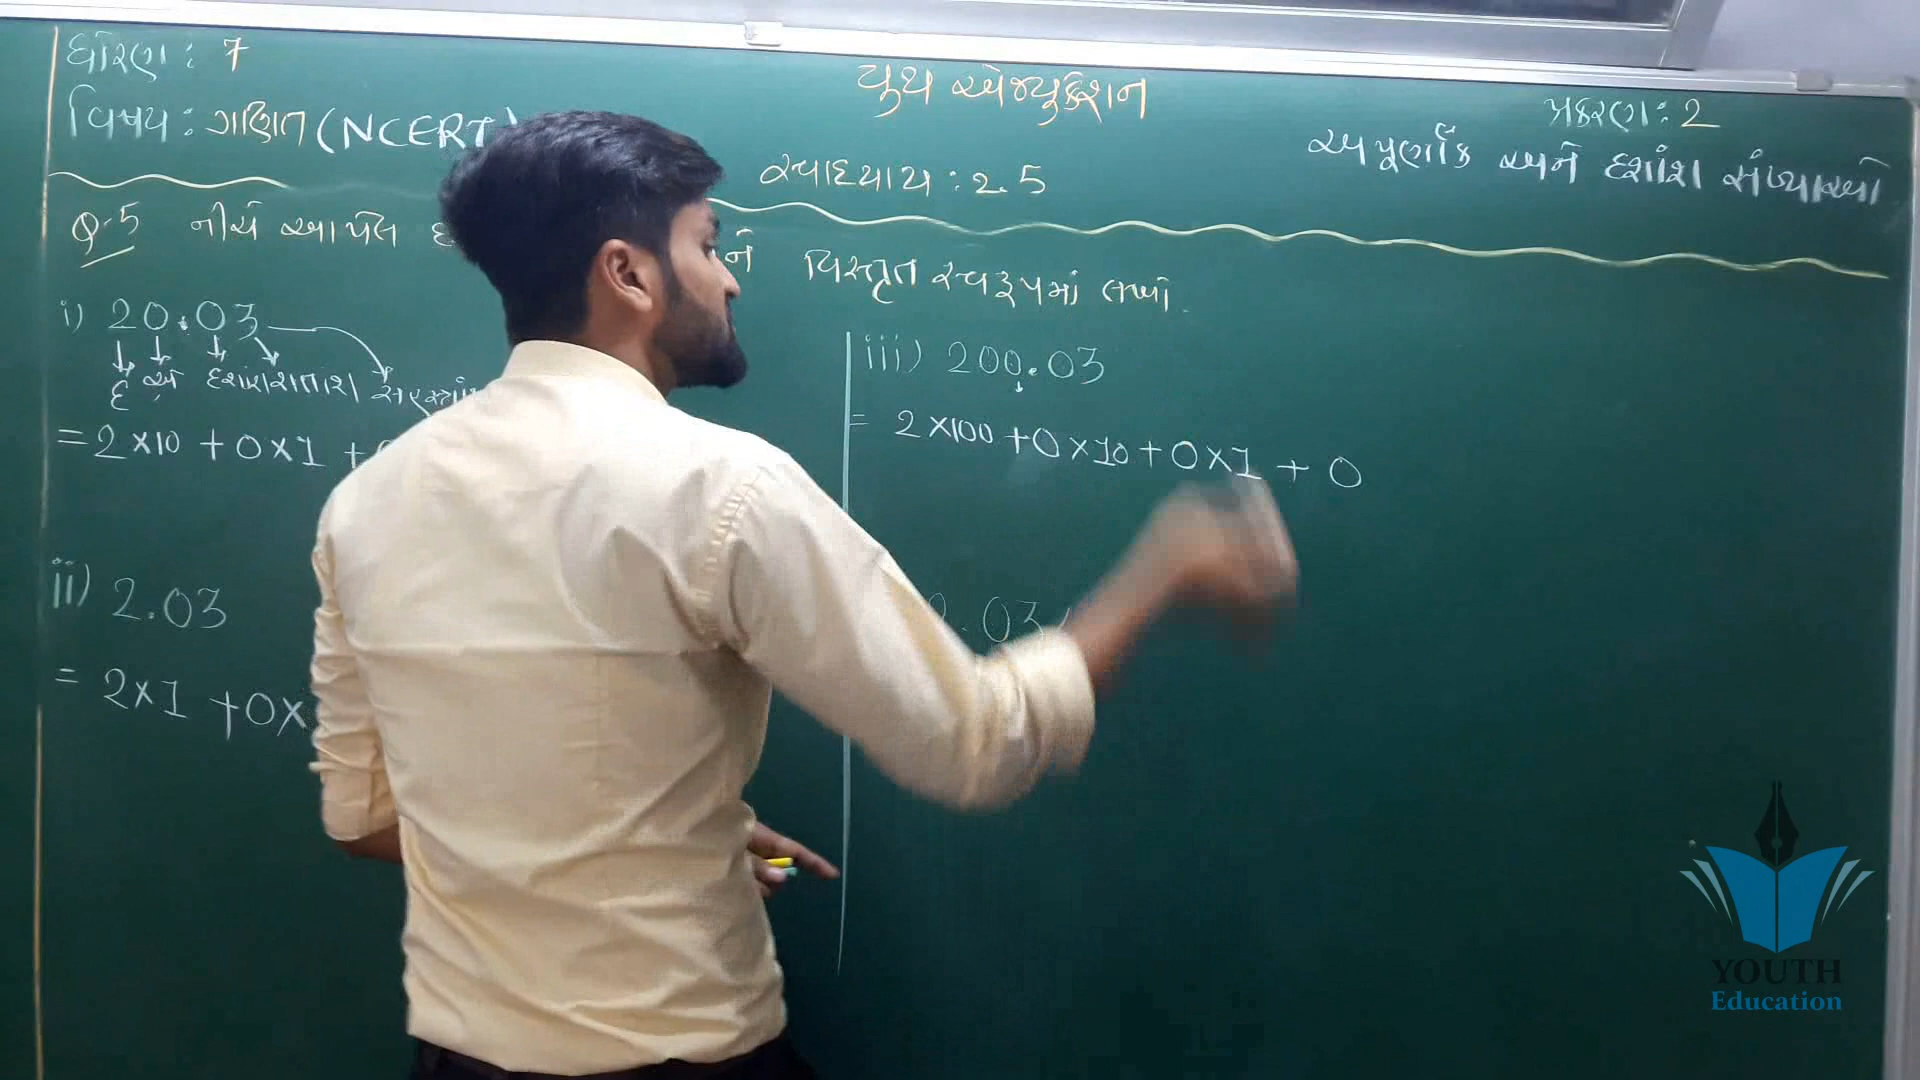 ધોરણ : 7
વિષય : ગણિત (NCERT)
યુથ એજ્યુકેશન
સ્વાધ્યાય : 2.5
પ્રકરણ : 2
અપૂર્ણાંક અને દશાંશ સંખ્યાઓ
Q-5 નીચે આપેલ વિસ્તૃત સ્વરૂપમાં લખો.
i) 20.03
દ એ દશાંશ શતાંશ
= 2×10 + 0×1 +
ii) 2.03
= 2×1 + 0×
iii) 200.03
= 2×100 + 0×10 + 0×1 + 0
.03
YOUTH
Education